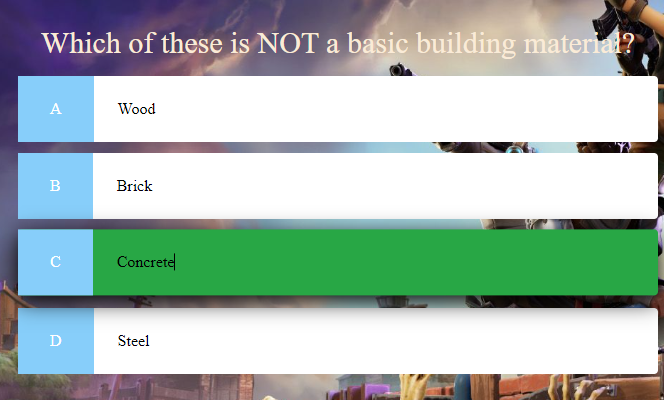 Which of these is NOT a basic building material?
A Wood
B Brick
C Concrete
D Steel